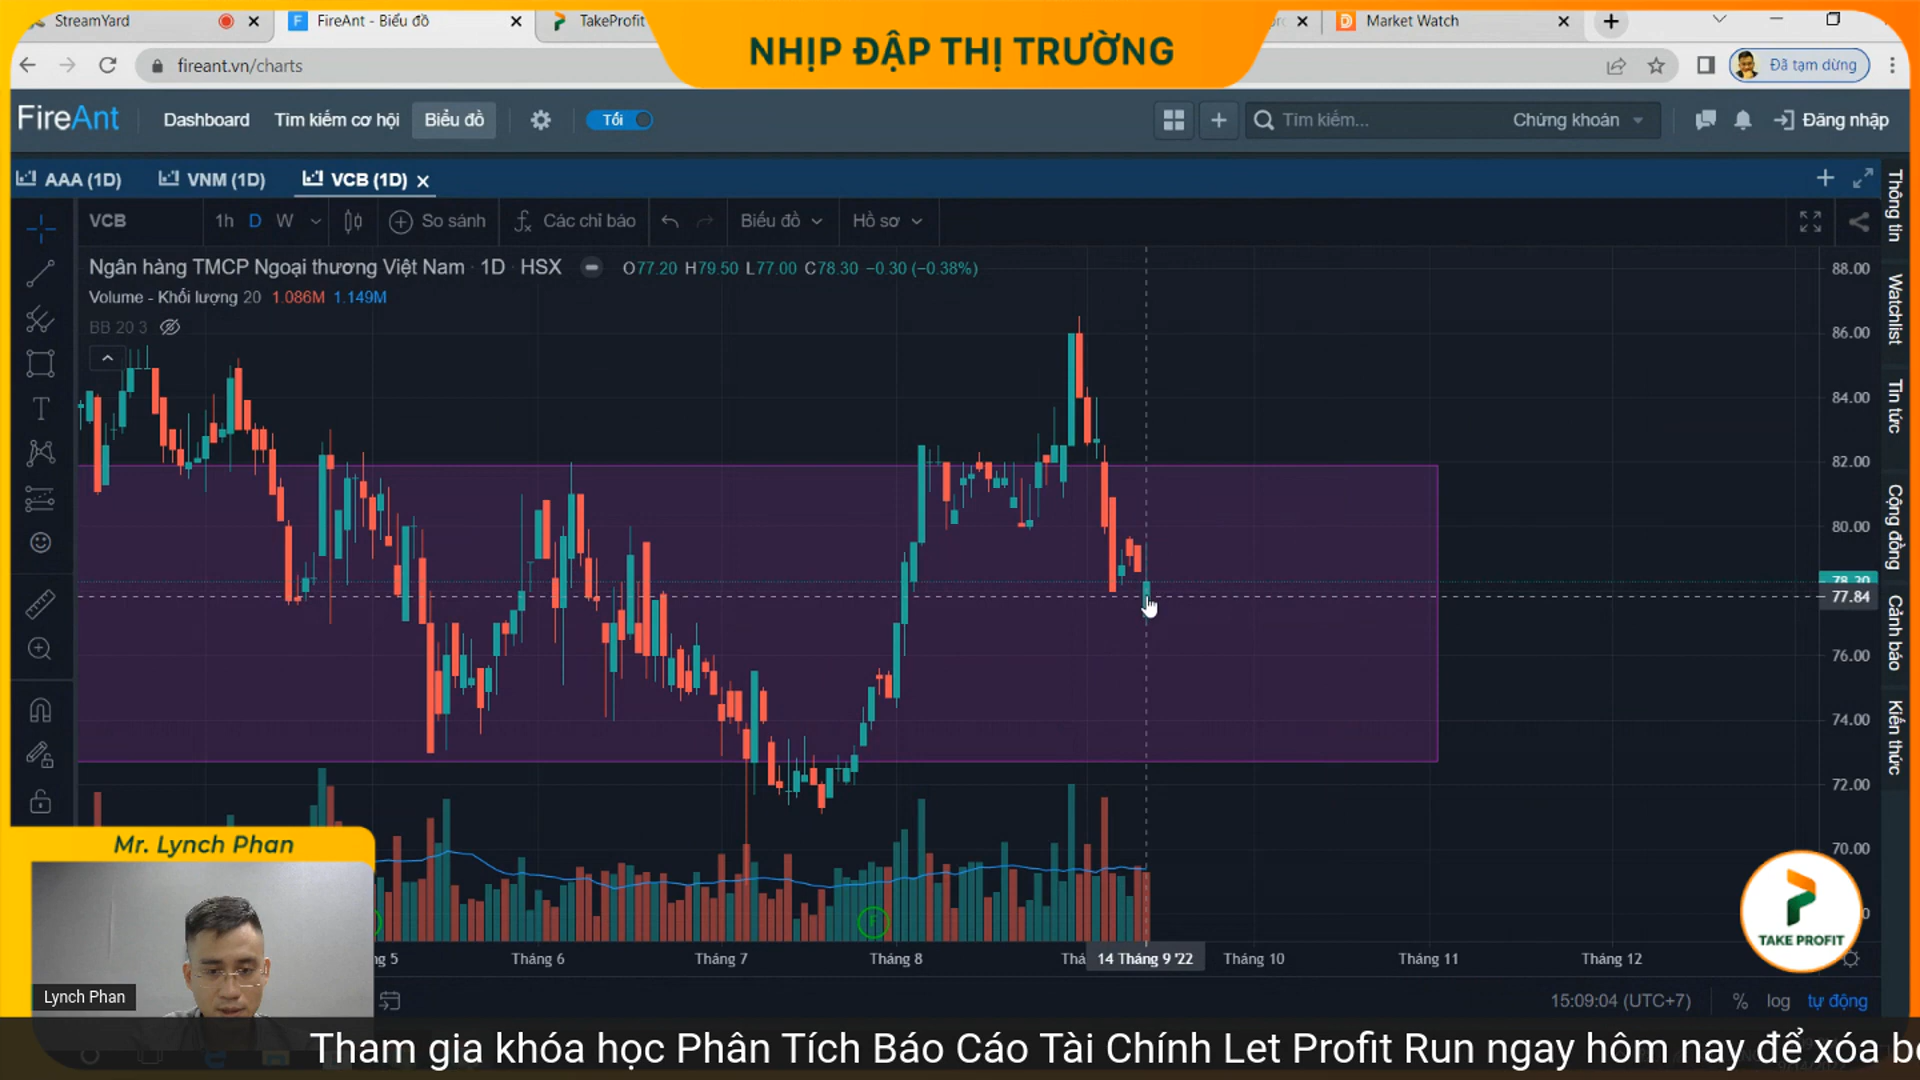 StreamYard
FireAnt - Biểu đồ
TakeProfit
Market Watch
NHỊP ĐẬP THỊ TRƯỜNG
fireant.vn/charts
Đã tạm dừng
FireAnt
Dashboard
Tìm kiếm cơ hội
Biểu đồ
Tối
Tìm kiếm...
Chứng khoán
Đăng nhập
AAA (1D)
VNM (1D)
VCB (1D)
VCB
1h D W
So sánh
Các chỉ báo
Biểu đồ
Hồ sơ
Ngân hàng TMCP Ngoại thương Việt Nam · 1D · HSX
O77.20 H79.50 L77.00 C78.30 −0.30 (−0.38%)
Volume - Khối lượng 20 1.086M 1.149M
BB 20 3
88.00
86.00
84.00
82.00
80.00
78.30
77.84
76.00
74.00
72.00
70.00
Thông tin
Watchlist
Tin tức
Cộng đồng
Cảnh báo
Kiến thức
F
Tháng 6
Tháng 7
Tháng 8
14 Tháng 9 '22
Tháng 10
Tháng 11
Tháng 12
15:09:04 (UTC+7)
%
log
tự động
Mr. Lynch Phan
Lynch Phan
TAKE PROFIT
Tham gia khóa học Phân Tích Báo Cáo Tài Chính Let Profit Run ngay hôm nay để xóa